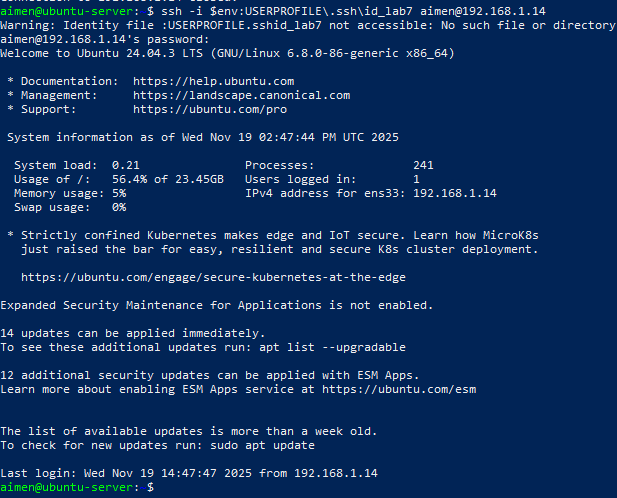 aimen@ubuntu-server: $ ssh -i $env:USERPROFILE\.ssh\id_lab7 aimen@192.168.1.14
Warning: Identity file :USERPROFILE.sshid_lab7 not accessible: No such file or directory
aimen@192.168.1.14's password:
Welcome to Ubuntu 24.04.3 LTS (GNU/Linux 6.8.0-86-generic x86_64)
 * Documentation:  https://help.ubuntu.com
 * Management:     https://landscape.canonical.com
 * Support:        https://ubuntu.com/pro
 System information as of Wed Nov 19 02:47:44 PM UTC 2025
  System load:  0.21               Processes:              241
  Usage of /:   56.4% of 23.45GB   Users logged in:        1
  Memory usage: 5%                 IPv4 address for ens33: 192.168.1.14
  Swap usage:   0%
 * Strictly confined Kubernetes makes edge and IoT secure. Learn how MicroK8s
   just raised the bar for easy, resilient and secure K8s cluster deployment.
   https://ubuntu.com/engage/secure-kubernetes-at-the-edge
Expanded Security Maintenance for Applications is not enabled.
14 updates can be applied immediately.
To see these additional updates run: apt list --upgradable
12 additional security updates can be applied with ESM Apps.
Learn more about enabling ESM Apps service at https://ubuntu.com/esm
The list of available updates is more than a week old.
To check for new updates run: sudo apt update
Last login: Wed Nov 19 14:47:47 2025 from 192.168.1.14
aimen@ubuntu-server: $